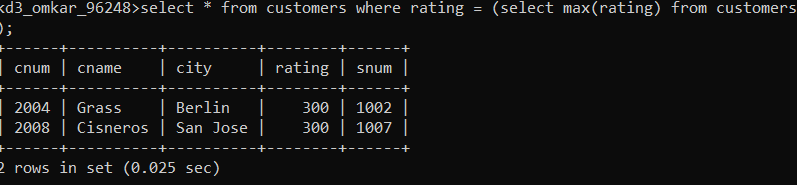 kd3_omkar_96248>select * from customers where rating = (select max(rating) from customers
);
+------+----------+----------+--------+------+
| cnum | cname    | city     | rating | snum |
+------+----------+----------+--------+------+
| 2004 | Grass    | Berlin   |    300 | 1002 |
| 2008 | Cisneros | San Jose |    300 | 1007 |
+------+----------+----------+--------+------+
2 rows in set (0.025 sec)